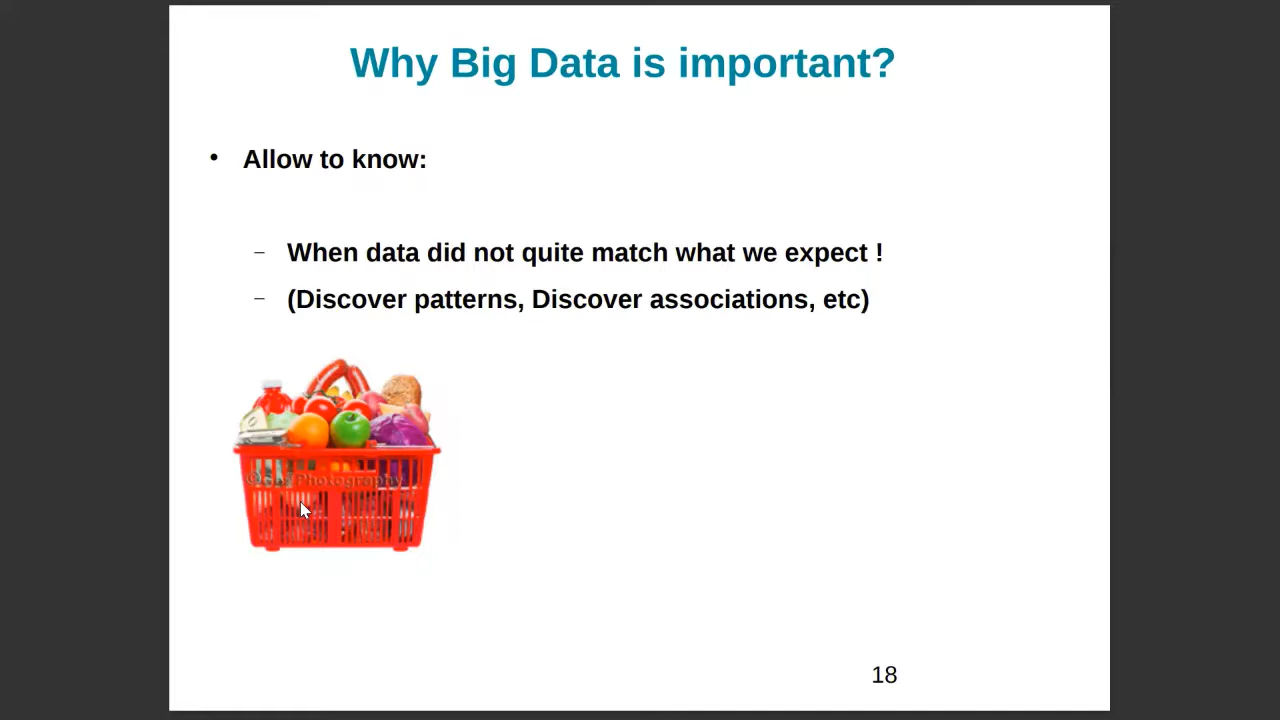 Why Big Data is important?
• Allow to know:
– When data did not quite match what we expect !
– (Discover patterns, Discover associations, etc)
Photography
18